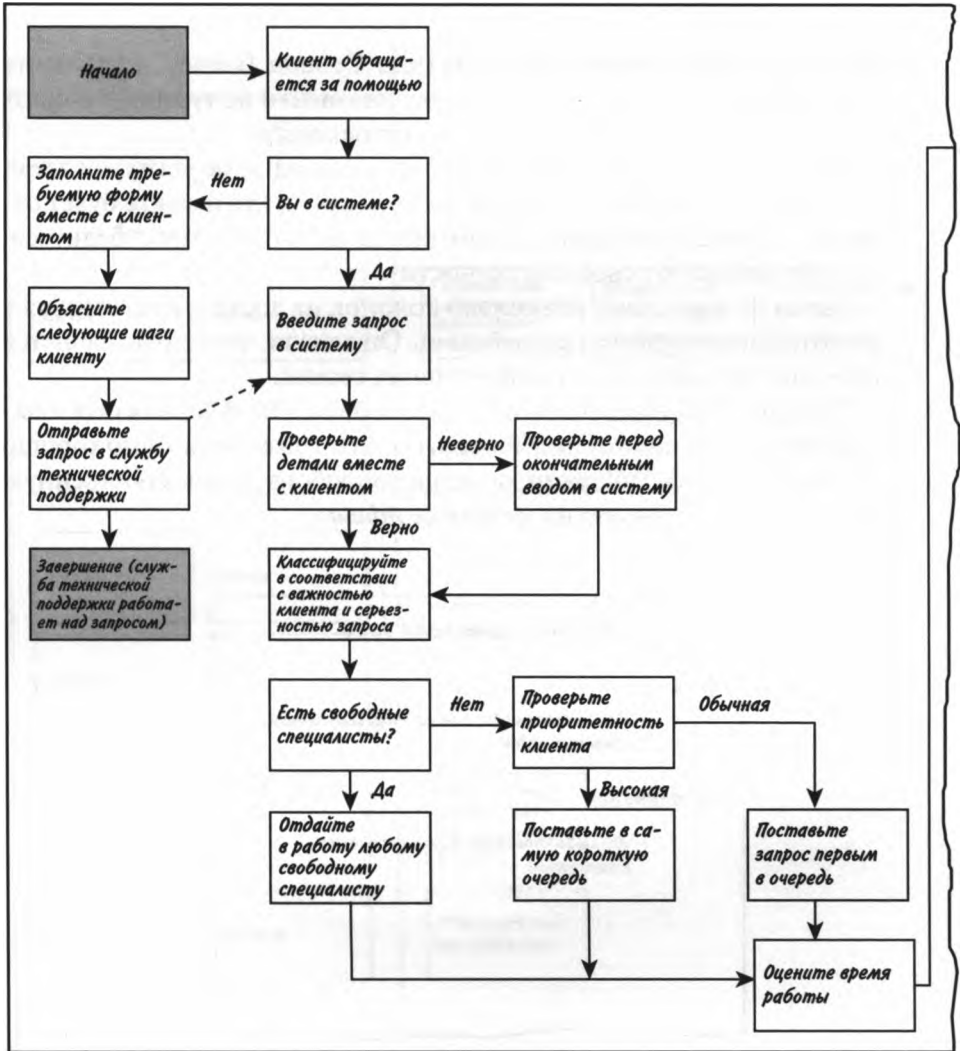 Начало
Клиент обраща-
ется за помощью
Заполните тре-
буемую форму
вместе с клиен-
том
Нет
Вы в системе?
Да
Объясните
следующие шаги
клиенту
Введите запрос
в систему
Отправьте
запрос в службу
технической
поддержки
Проверьте
детали вместе
с клиентом
Неверно
Проверьте перед
окончательным
вводом в систему
Верно
Завершение (служ-
ба технической
поддержки работа-
ет над запросом)
Классифицируйте
в соответствии
с важностью
клиента и серьез-
ностью запроса
Есть свободные
специалисты?
Нет
Проверьте
приоритетность
клиента
Обычная
Да
Высокая
Отдайте
в работу любому
свободному
специалисту
Поставьте в са-
мую короткую
очередь
Поставьте
запрос первым
в очередь
Оцените время
работы